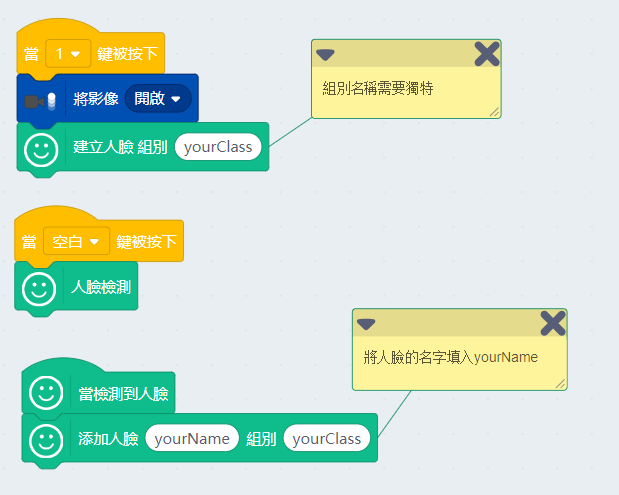 當 1 鍵被按下
將影像 開啟
建立人臉 組別 yourClass
組別名稱需要獨特
當 空白 鍵被按下
人臉檢測
將人臉的名字填入yourName
當檢測到人臉
添加人臉 yourName 組別 yourClass